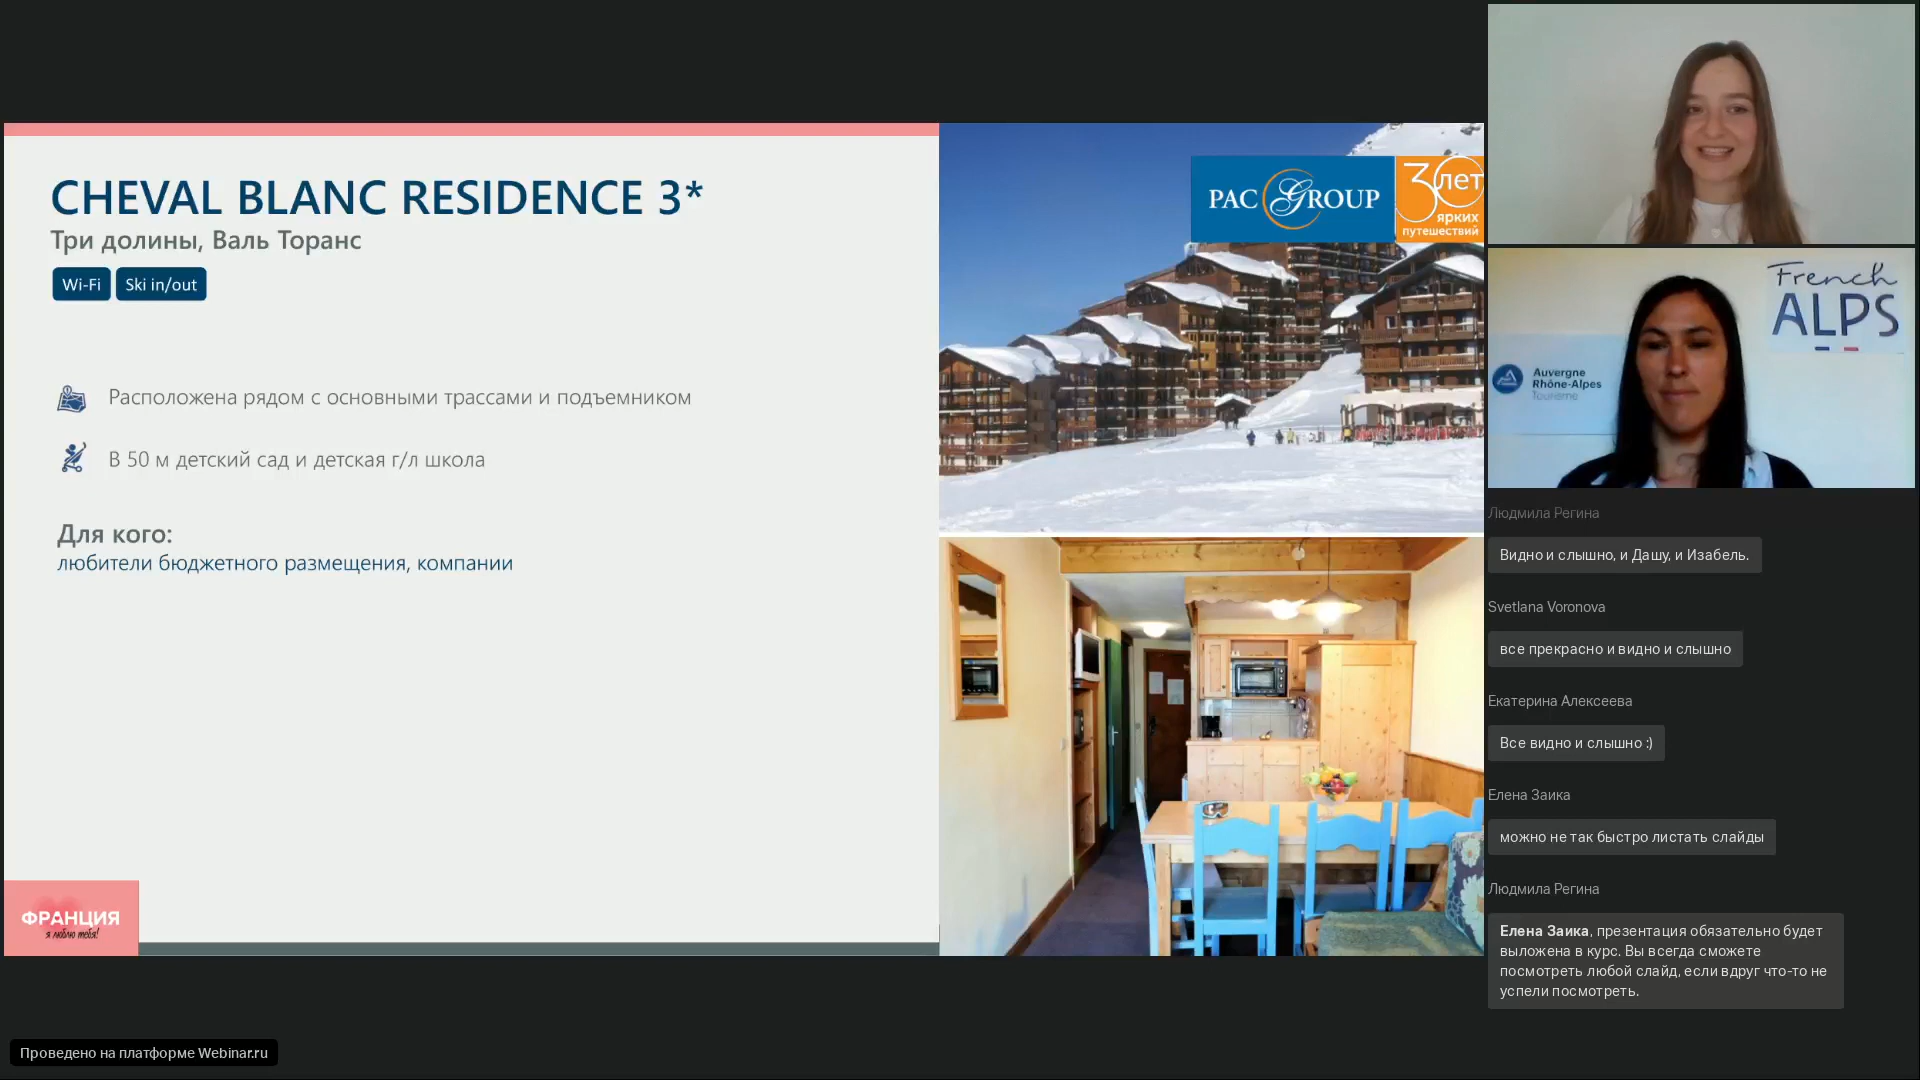 CHEVAL BLANC RESIDENCE 3*
Три долины, Валь Торанс
Wi-Fi
Ski in/out
Расположена рядом с основными трассами и подъемником
В 50 м детский сад и детская г/л школа
Для кого:
любители бюджетного размещения, компании
ФРАНЦИЯ
я люблю тебя!
PAC GROUP
30 лет
ярких
путешествий
French
ALPS
Auvergne
Rhône-Alpes
Tourisme
Людмила Регина
Видно и слышно, и Дашу, и Изабель.
Svetlana Voronova
все прекрасно и видно и слышно
Екатерина Алексеева
Все видно и слышно :)
Елена Заика
можно не так быстро листать слайды
Людмила Регина
Елена Заика, презентация обязательно будет
выложена в курс. Вы всегда сможете
посмотреть любой слайд, если вдруг что-то не
успели посмотреть.
Проведено на платформе Webinar.ru